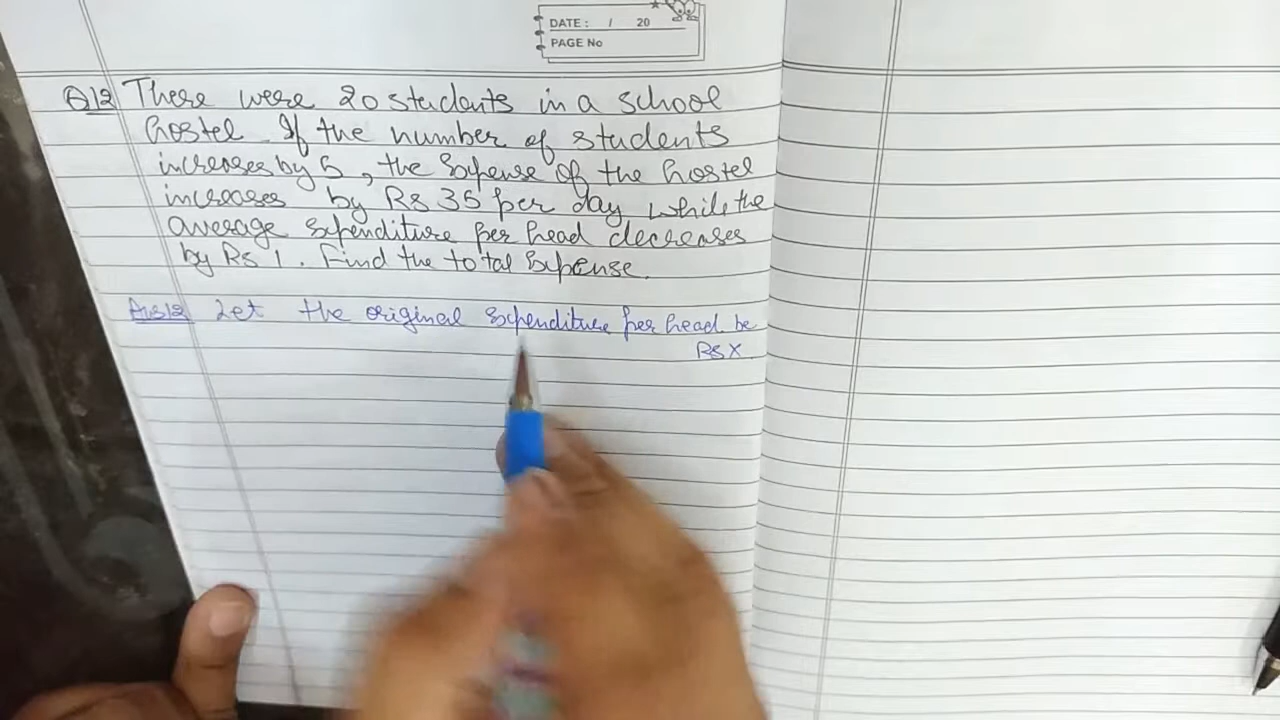 DATE: / 20
PAGE No
Q12 There were 20 students in a school
hostel. If the number of students
increases by 5, the Expense of the hostel
increases by Rs 35 per day while the
average Expenditure per head decreases
by Rs 1. Find the total Expense.
Ans12 Let the original Expenditure per head be
Rs X